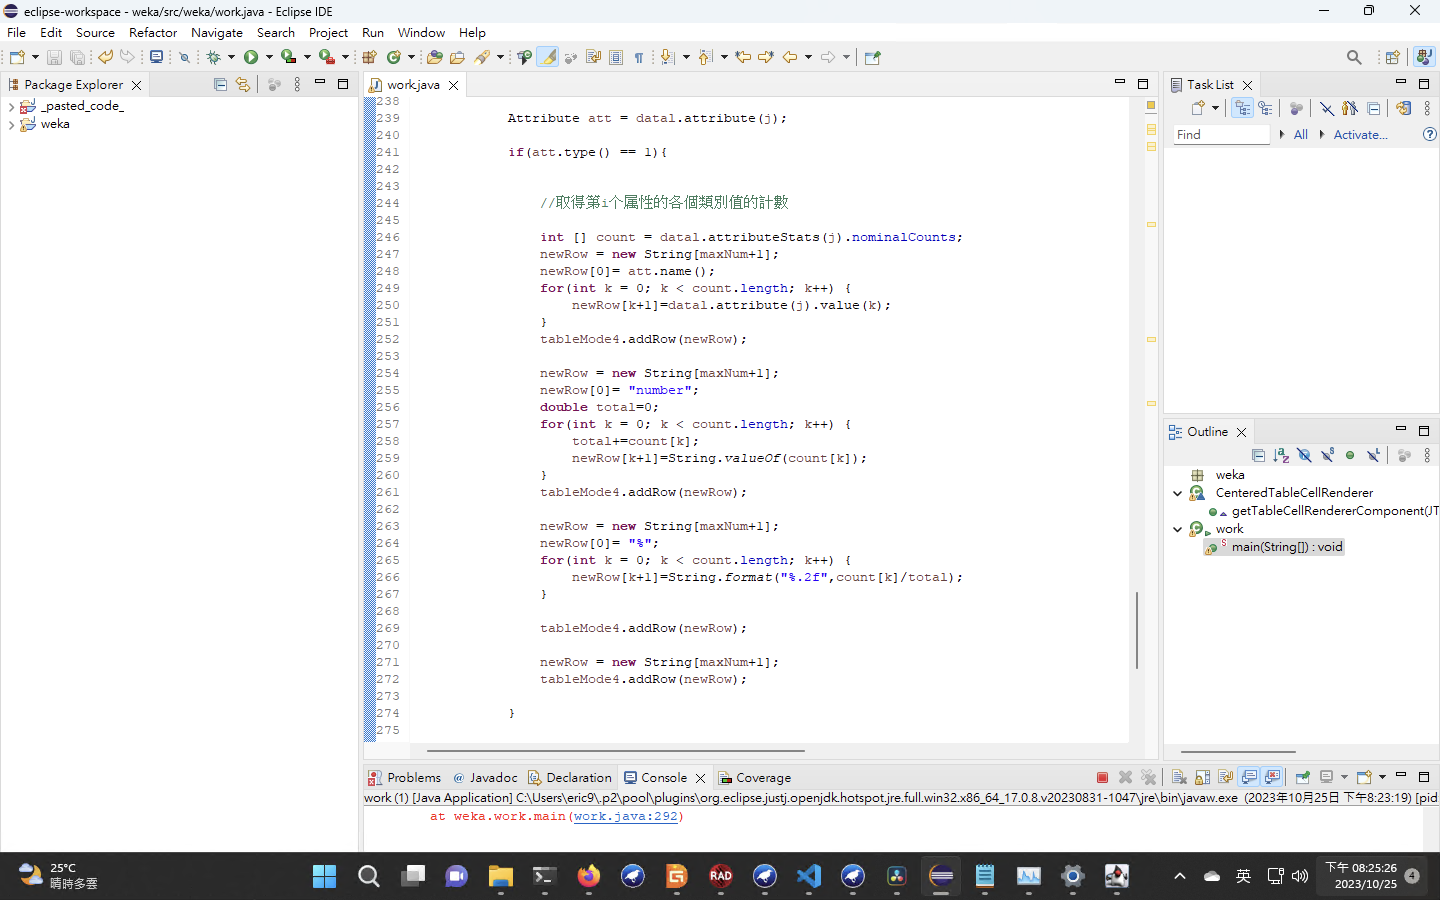 eclipse-workspace - weka/src/weka/work.java - Eclipse IDE
File Edit Source Refactor Navigate Search Project Run Window Help
Package Explorer
_pasted_code_
weka
work.java
238
239 Attribute att = data1.attribute(j);
240
241 if(att.type() == 1){
242
243
244 //取得第i个属性的各個類別值的計數
245
246 int [] count = data1.attributeStats(j).nominalCounts;
247 newRow = new String[maxNum+1];
248 newRow[0]= att.name();
249 for(int k = 0; k < count.length; k++) {
250 newRow[k+1]=data1.attribute(j).value(k);
251 }
252 tableMode4.addRow(newRow);
253
254 newRow = new String[maxNum+1];
255 newRow[0]= "number";
256 double total=0;
257 for(int k = 0; k < count.length; k++) {
258 total+=count[k];
259 newRow[k+1]=String.valueOf(count[k]);
260 }
261 tableMode4.addRow(newRow);
262
263 newRow = new String[maxNum+1];
264 newRow[0]= "%";
265 for(int k = 0; k < count.length; k++) {
266 newRow[k+1]=String.format("%.2f",count[k]/total);
267 }
268
269 tableMode4.addRow(newRow);
270
271 newRow = new String[maxNum+1];
272 tableMode4.addRow(newRow);
273
274 }
275
Task List
Find All Activate...
Outline
weka
CenteredTableCellRenderer
getTableCellRendererComponent(JT
work
main(String[]) : void
Problems Javadoc Declaration Console Coverage
work (1) [Java Application] C:\Users\eric9\.p2\pool\plugins\org.eclipse.justj.openjdk.hotspot.jre.full.win32.x86_64_17.0.8.v20230831-1047\jre\bin\javaw.exe (2023年10月25日 下午8:23:19) [pid
at weka.work.main(work.java:292)
25°C
晴時多雲
RAD
英
下午 08:25:26
2023/10/25
4